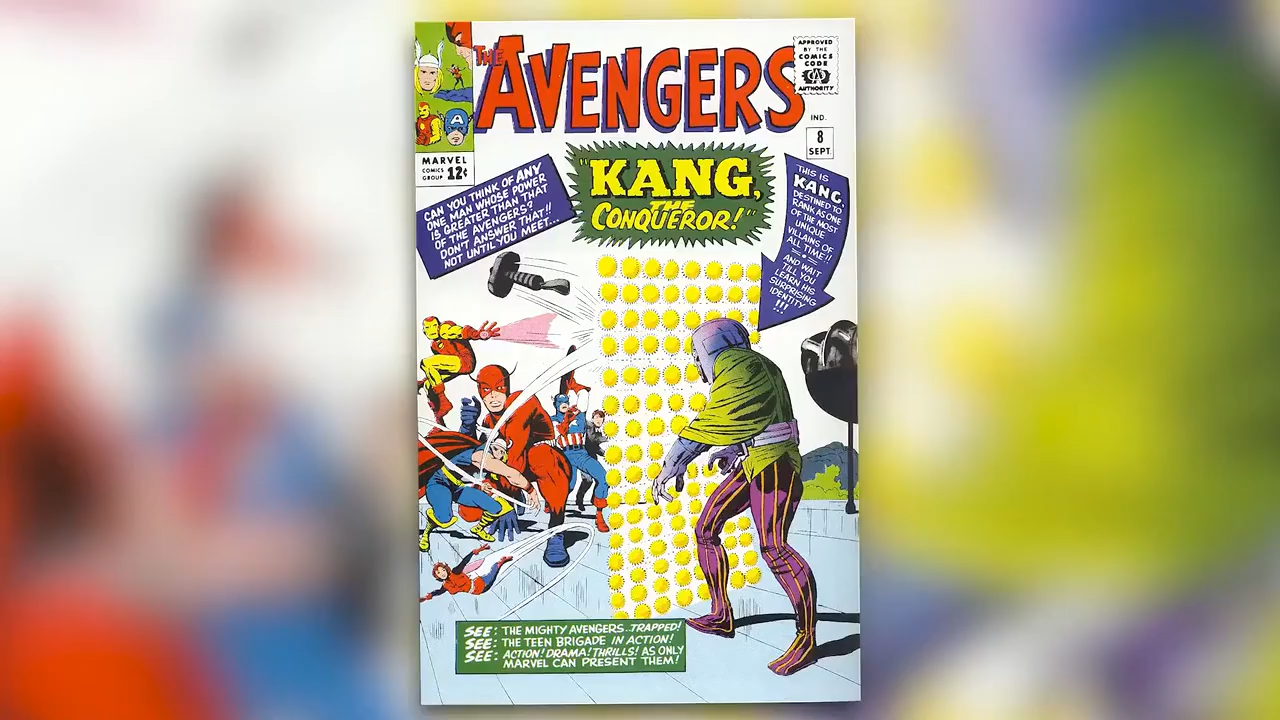 THE
AVENGERS
APPROVED
BY THE
COMICS
CODE
CA
AUTHORITY
IND.
8
SEPT.
MARVEL
COMICS
GROUP
12¢
A
CAN YOU THINK OF ANY
ONE MAN WHOSE POWER
IS GREATER THAN THAT
OF THE AVENGERS?
DON'T ANSWER THAT!!
NOT UNTIL YOU MEET...
"KANG,
THE
CONQUEROR!"
THIS IS
KANG,
DESTINED TO
RANK AS ONE
OF THE MOST
UNIQUE
VILLAINS OF
ALL TIME!!
AND WAIT
TILL YOU
LEARN HIS
SURPRISING
IDENTITY
!!!
SEE: THE MIGHTY AVENGERS..TRAPPED!
SEE: THE TEEN BRIGADE IN ACTION!
SEE: ACTION! DRAMA! THRILLS! AS ONLY
MARVEL CAN PRESENT THEM!